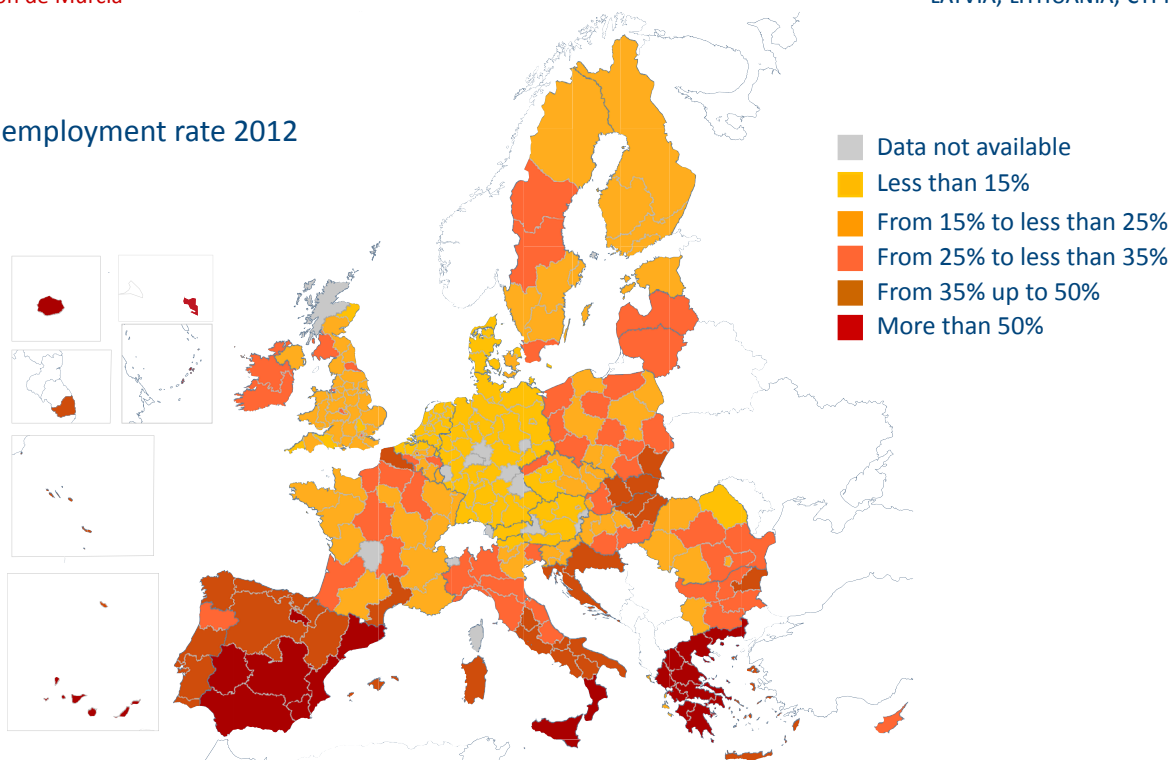 employment rate 2012
Data not available
Less than 15%
From 15% to less than 25%
From 25% to less than 35%
From 35% up to 50%
More than 50%